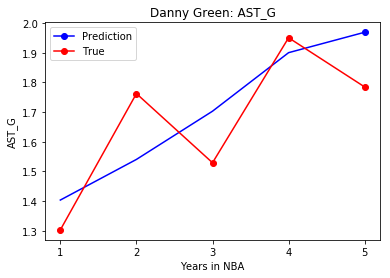 Danny Green: AST_G
Prediction
True
2.0
1.9
1.8
1.7
1.6
1.5
1.4
1.3
AST_G
1 2 3 4 5
Years in NBA